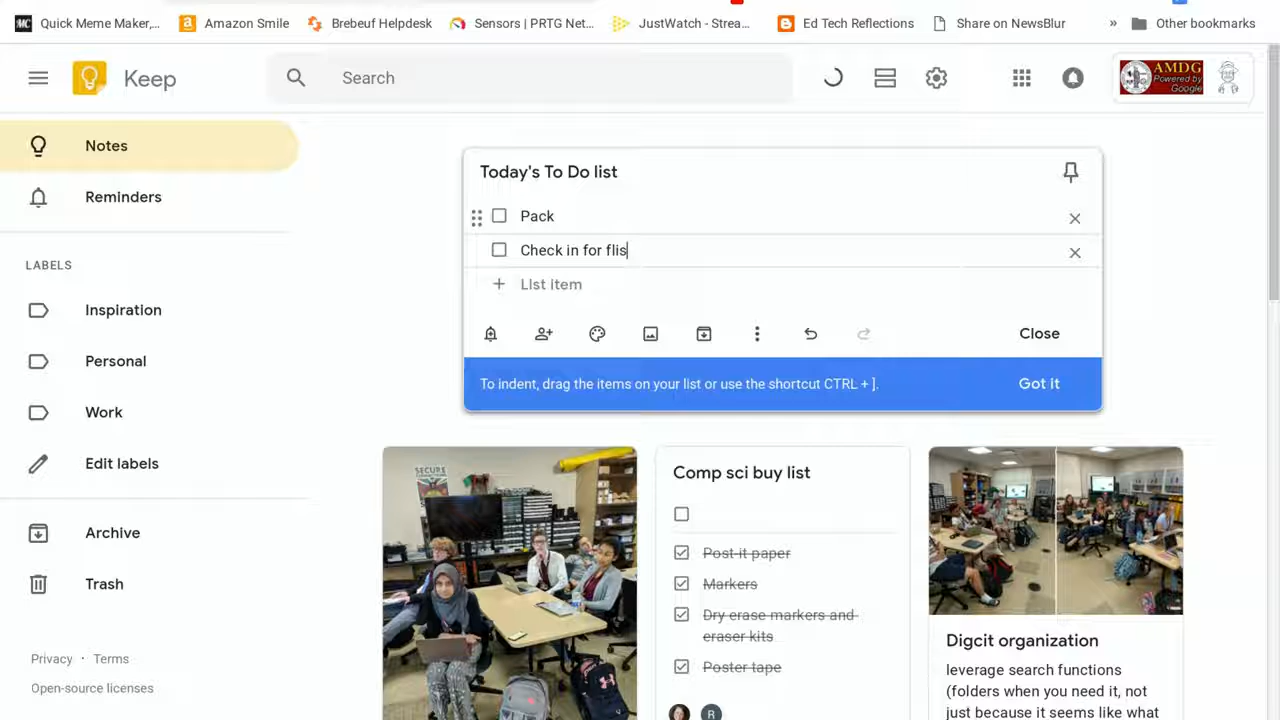 Quick Meme Maker,... Amazon Smile Brebeuf Helpdesk Sensors | PRTG Net... JustWatch - Strea... Ed Tech Reflections Share on NewsBlur » Other bookmarks
Keep Search
AMDG
Powered by
Google
Notes
Reminders
LABELS
Inspiration
Personal
Work
Edit labels
Archive
Trash
Privacy · Terms
Open-source licenses
Today's To Do list
Pack
Check in for flis
+ LIst item
Close
To indent, drag the items on your list or use the shortcut CTRL + ].
Got it
SECURE
Comp sci buy list
Post-it paper
Markers
Dry erase markers and
eraser kits
Poster tape
R
Digcit organization
leverage search functions
(folders when you need it, not
just because it seems like what